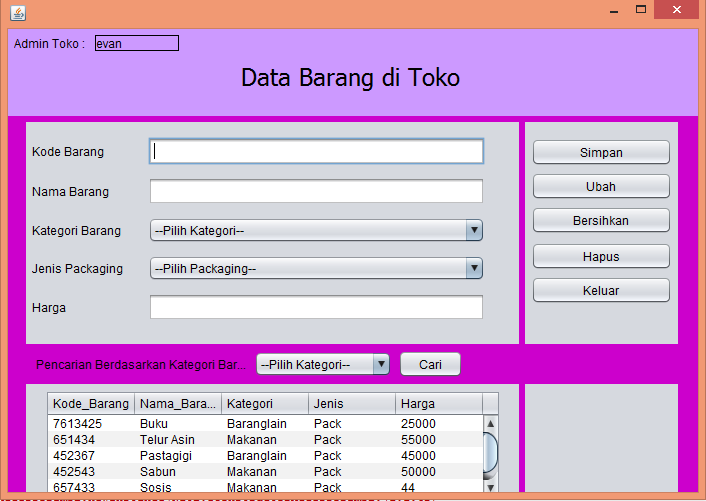 Admin Toko : evan
Data Barang di Toko
Kode Barang
Nama Barang
Kategori Barang --Pilih Kategori--
Jenis Packaging --Pilih Packaging--
Harga
Simpan
Ubah
Bersihkan
Hapus
Keluar
Pencarian Berdasarkan Kategori Bar... --Pilih Kategori-- Cari
Kode_Barang Nama_Bara... Kategori Jenis Harga
7613425 Buku Baranglain Pack 25000
651434 Telur Asin Makanan Pack 55000
452367 Pastagigi Baranglain Pack 45000
452543 Sabun Makanan Pack 50000
657433 Sosis Makanan Pack 44